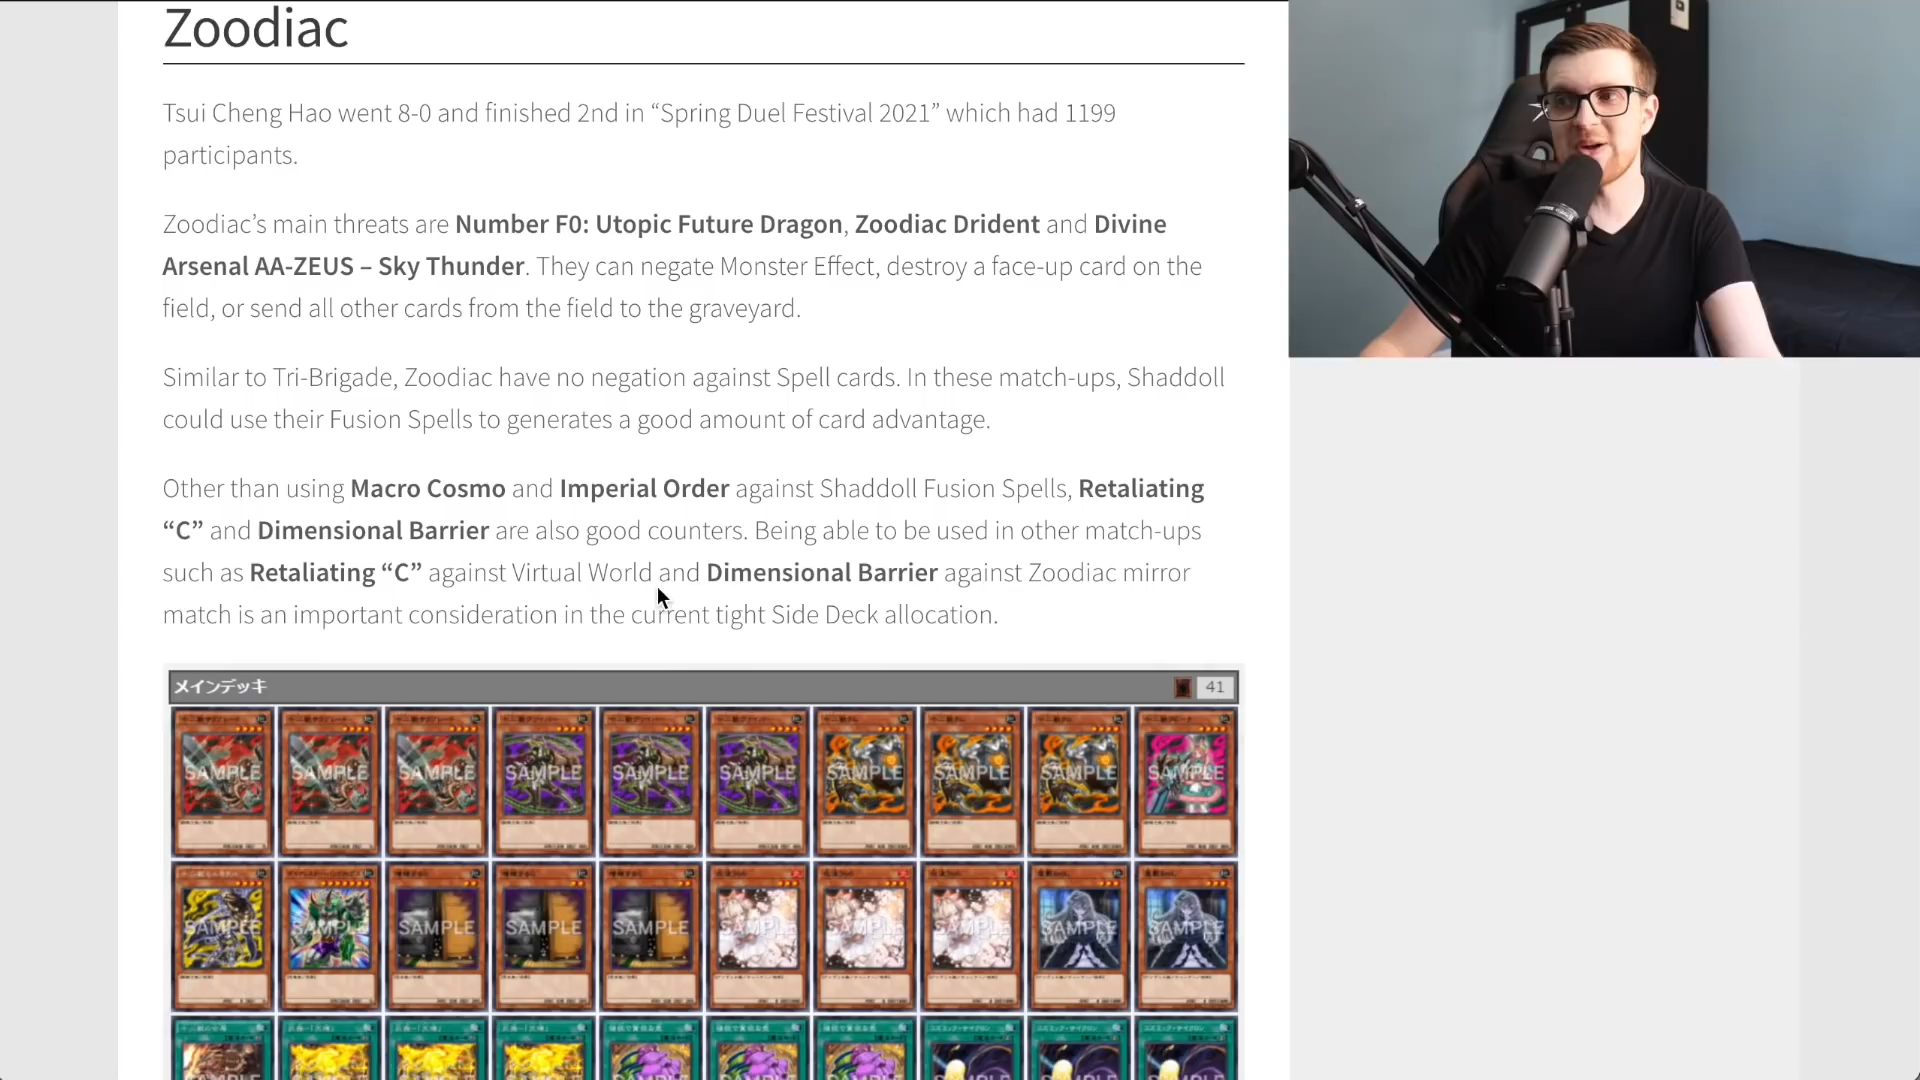 Zoodiac
Tsui Cheng Hao went 8-0 and finished 2nd in “Spring Duel Festival 2021” which had 1199
participants.
Zoodiac’s main threats are Number F0: Utopic Future Dragon, Zoodiac Drident and Divine
Arsenal AA-ZEUS – Sky Thunder. They can negate Monster Effect, destroy a face-up card on the
field, or send all other cards from the field to the graveyard.
Similar to Tri-Brigade, Zoodiac have no negation against Spell cards. In these match-ups, Shaddoll
could use their Fusion Spells to generates a good amount of card advantage.
Other than using Macro Cosmo and Imperial Order against Shaddoll Fusion Spells, Retaliating
“C” and Dimensional Barrier are also good counters. Being able to be used in other match-ups
such as Retaliating “C” against Virtual World and Dimensional Barrier against Zoodiac mirror
match is an important consideration in the current tight Side Deck allocation.
メインデッキ 41
SAMPLE SAMPLE SAMPLE SAMPLE SAMPLE SAMPLE SAMPLE SAMPLE SAMPLE SAMPLE
SAMPLE SAMPLE SAMPLE SAMPLE SAMPLE SAMPLE SAMPLE SAMPLE SAMPLE SAMPLE